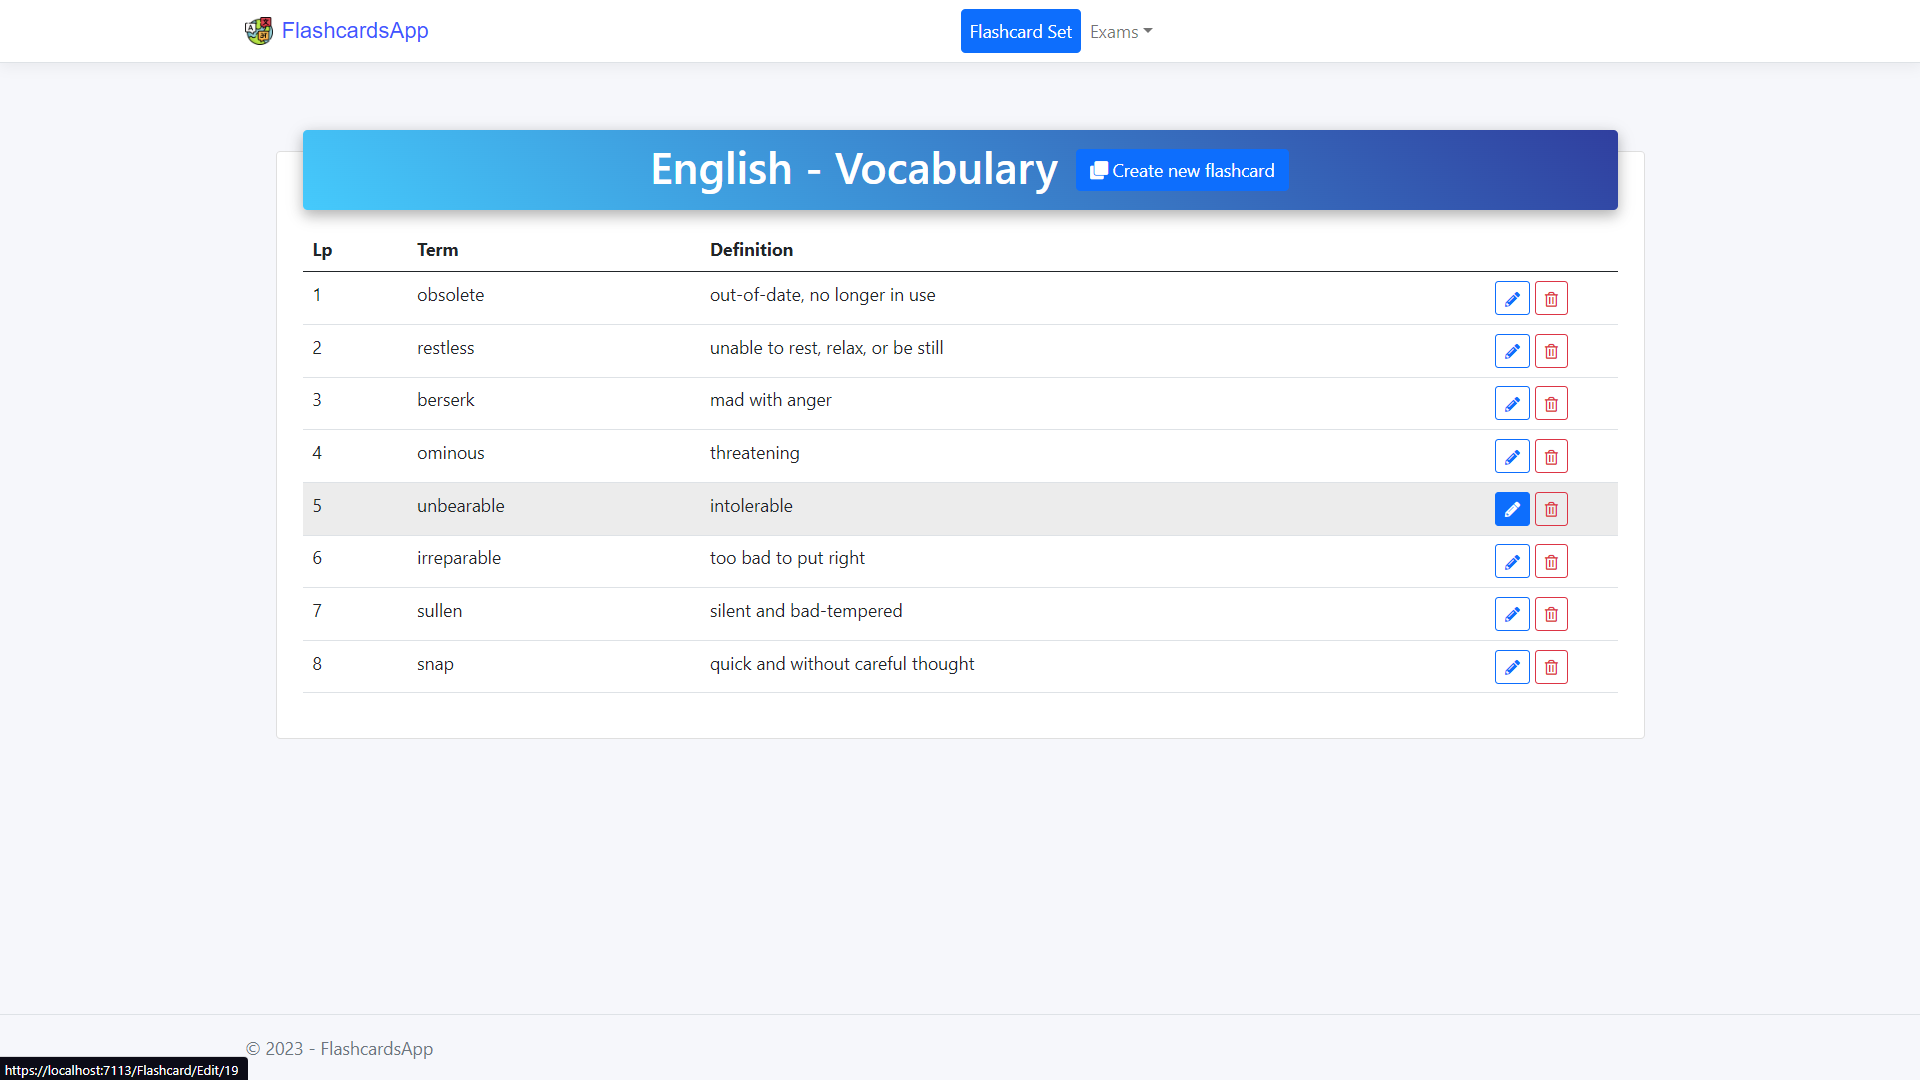 FlashcardsApp
Flashcard Set
Exams
English - Vocabulary
Create new flashcard
Lp Term Definition
1 obsolete out-of-date, no longer in use
2 restless unable to rest, relax, or be still
3 berserk mad with anger
4 ominous threatening
5 unbearable intolerable
6 irreparable too bad to put right
7 sullen silent and bad-tempered
8 snap quick and without careful thought
© 2023 - FlashcardsApp
https://localhost:7113/Flashcard/Edit/19